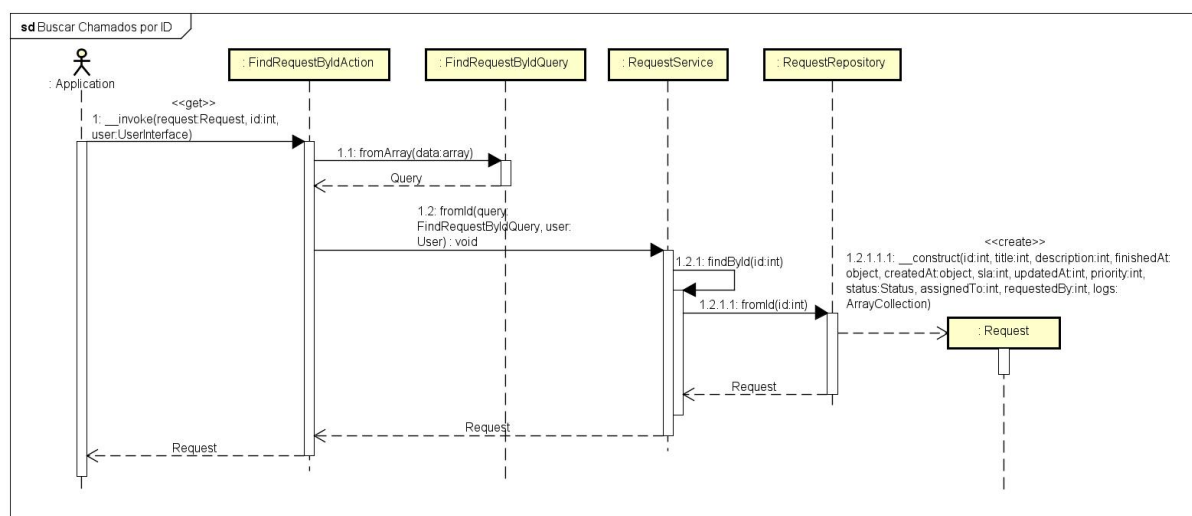 sd Buscar Chamados por ID
: Application
: FindRequestByIdAction
: FindRequestByIdQuery
: RequestService
: RequestRepository
<<get>>
1: __invoke(request:Request, id:int,
user:UserInterface)
1.1: fromArray(data:array)
Query
1.2: fromId(query:
FindRequestByIdQuery, user:
User) : void
1.2.1: findById(id:int)
1.2.1.1: fromId(id:int)
<<create>>
1.2.1.1.1: __construct(id:int, title:int, description:int, finishedAt:
object, createdAt:object, sla:int, updatedAt:int, priority:int,
status:Status, assignedTo:int, requestedBy:int, logs:
ArrayCollection)
: Request
Request
Request
Request